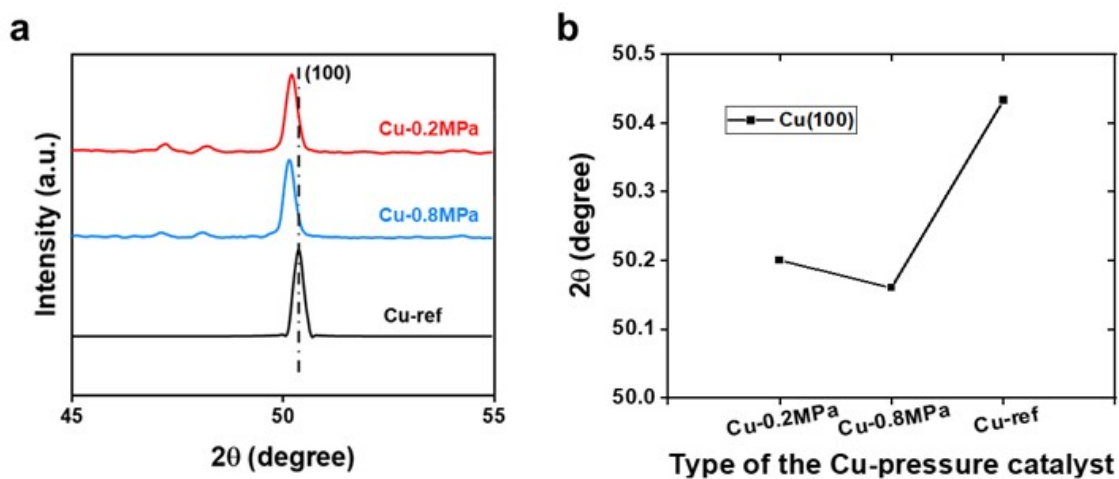 a
Intensity (a.u.)
(100)
Cu-0.2MPa
Cu-0.8MPa
Cu-ref
45
50
55
2θ (degree)
b
2θ (degree)
50.5
50.4
50.3
50.2
50.1
50.0
Cu(100)
Cu-0.2MPa
Cu-0.8MPa
Cu-ref
Type of the Cu-pressure catalyst